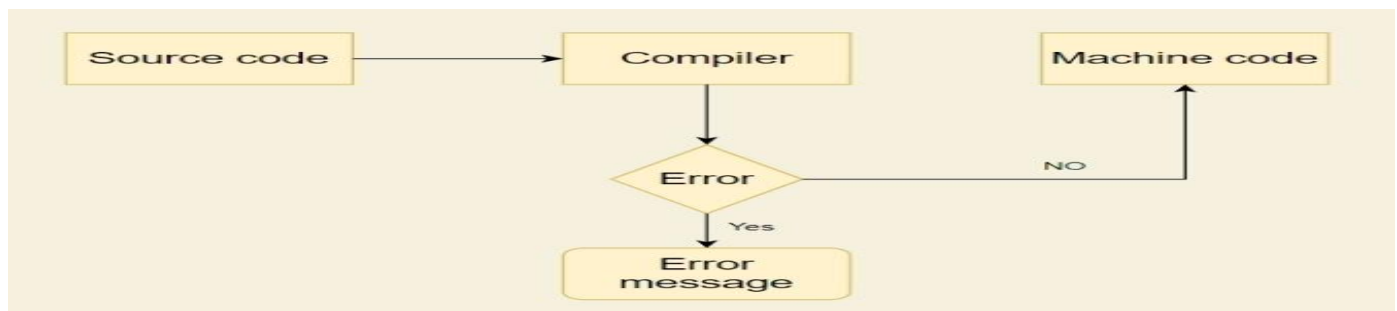 Source code
Compiler
Machine code
Error
NO
Yes
Error
message